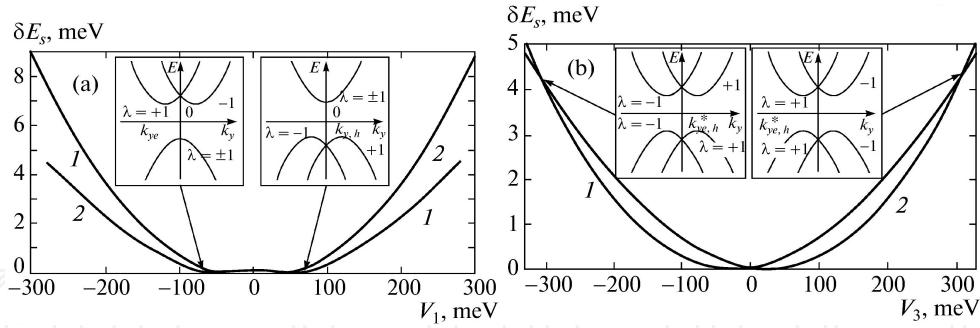 δE_s, meV
8
6
4
2
0
−300
−200
−100
0
100
200
300
V_1, meV
(a)
1
2
2
1
E
λ = +1
0
−1
k_ye
k_y
λ = ±1
E
λ = ±1
0
λ = −1
k_y, h
k_y
+1
δE_s, meV
5
4
3
2
1
0
−300
−200
−100
0
100
200
300
V_3, meV
(b)
1
2
E
λ = −1
+1
λ = −1
k*_ye, h
k_y
λ = +1
E
λ = +1
−1
k*_ye, h
k_y
λ = +1
−1